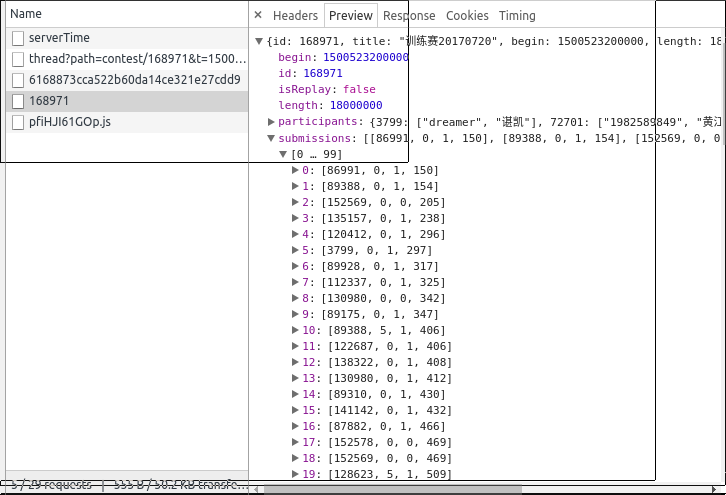 Name
× Headers Preview Response Cookies Timing
serverTime
thread?path=contest/168971&t=1500…
6168873cca522b60da14ce321e27cdd9
168971
pfiHJI61GOp.js
▼{id: 168971, title: "训练赛20170720", begin: 1500523200000, length: 18
begin: 1500523200000
id: 168971
isReplay: false
length: 18000000
▶participants: {3799: ["dreamer", "谌凯"], 72701: ["1982589849", "黄江
▼submissions: [[86991, 0, 1, 150], [89388, 0, 1, 154], [152569, 0, 0
▼[0 … 99]
▶0: [86991, 0, 1, 150]
▶1: [89388, 0, 1, 154]
▶2: [152569, 0, 0, 205]
▶3: [135157, 0, 1, 238]
▶4: [120412, 0, 1, 296]
▶5: [3799, 0, 1, 297]
▶6: [89928, 0, 1, 317]
▶7: [112337, 0, 1, 325]
▶8: [130980, 0, 0, 342]
▶9: [89175, 0, 1, 347]
▶10: [89388, 5, 1, 406]
▶11: [122687, 0, 1, 406]
▶12: [138322, 0, 1, 408]
▶13: [130980, 0, 1, 412]
▶14: [89310, 0, 1, 430]
▶15: [141142, 0, 1, 432]
▶16: [87882, 0, 1, 466]
▶17: [152578, 0, 0, 469]
▶18: [152569, 0, 0, 469]
▶19: [128623, 5, 1, 509]
5 / 29 requests | 555 B / 50.2 KB transfe…